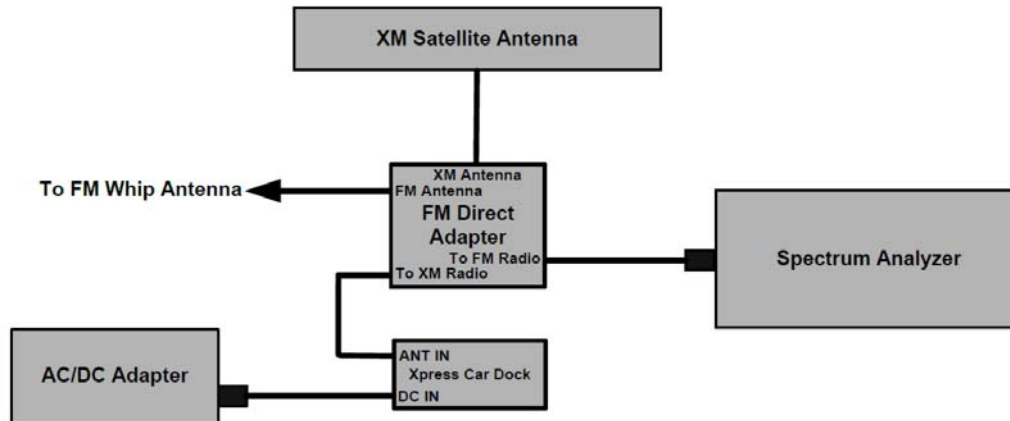 XM Satellite Antenna
XM Antenna
To FM Whip Antenna
FM Antenna
FM Direct
Adapter
To FM Radio
To XM Radio
Spectrum Analyzer
ANT IN
Xpress Car Dock
DC IN
AC/DC Adapter